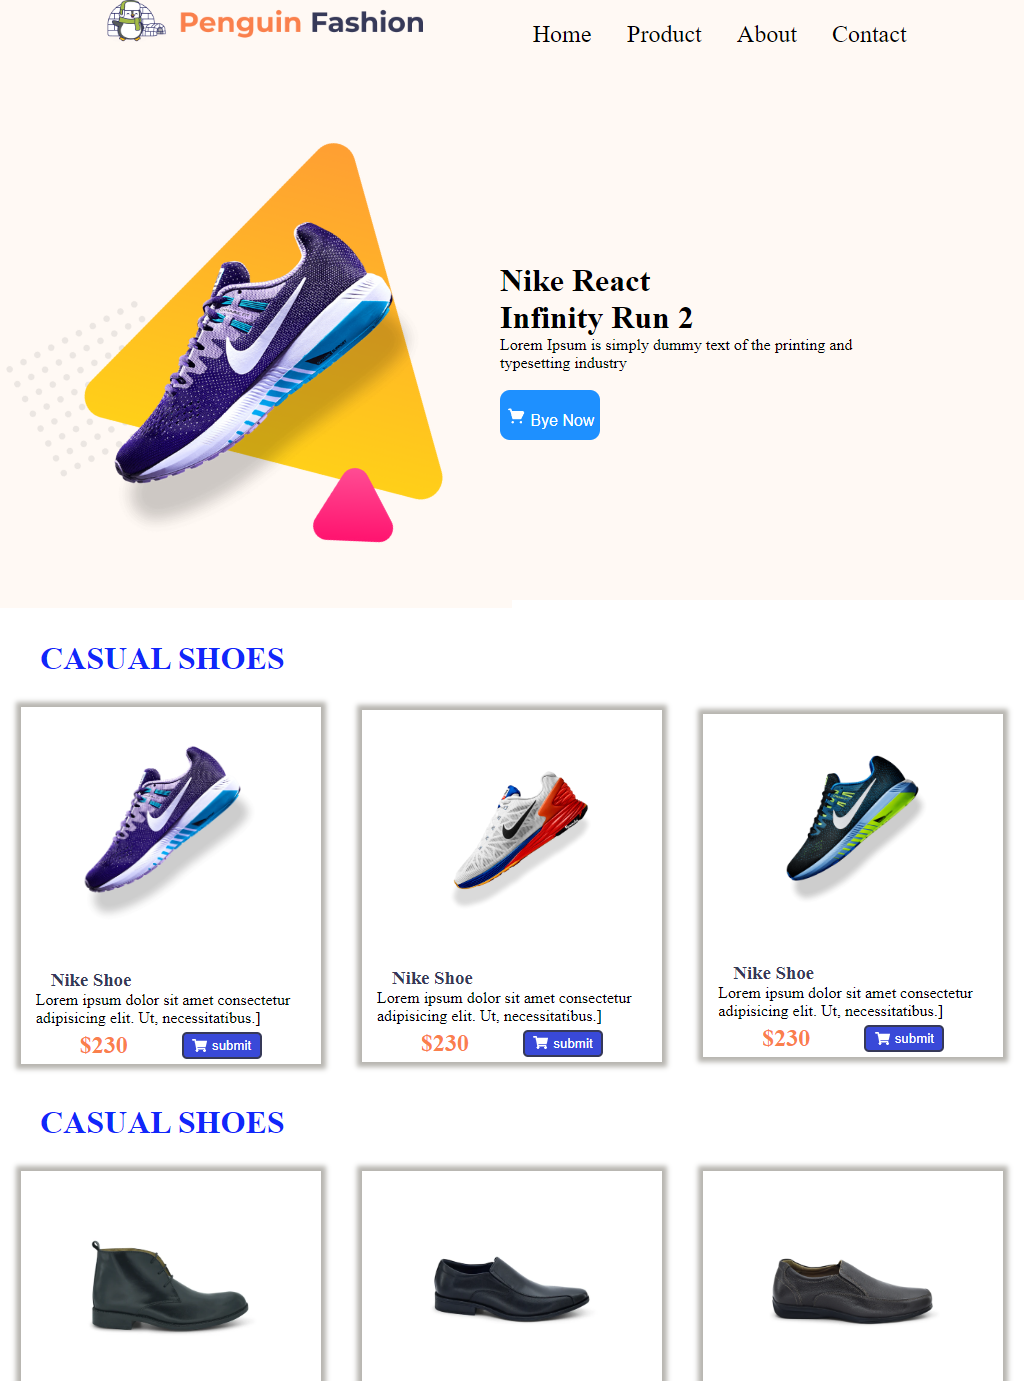 Penguin Fashion
Home Product About Contact
Nike React
Infinity Run 2
Lorem Ipsum is simply dummy text of the printing and
typesetting industry
Bye Now
CASUAL SHOES
Nike Shoe
Lorem ipsum dolor sit amet consectetur
adipisicing elit. Ut, necessitatibus.]
$230 submit
Nike Shoe
Lorem ipsum dolor sit amet consectetur
adipisicing elit. Ut, necessitatibus.]
$230 submit
Nike Shoe
Lorem ipsum dolor sit amet consectetur
adipisicing elit. Ut, necessitatibus.]
$230 submit
CASUAL SHOES